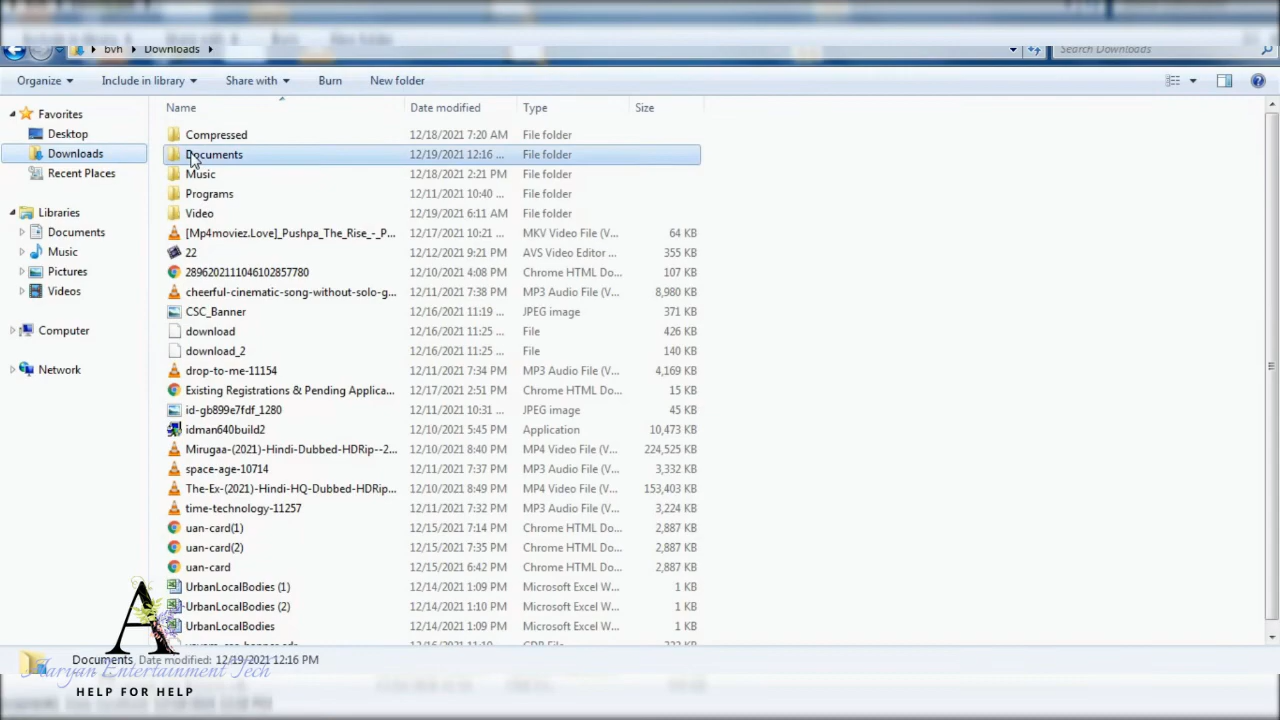 bvh Downloads Search Downloads
Organize Include in library Share with Burn New folder
Name Date modified Type Size
Favorites
Desktop
Downloads
Recent Places
Libraries
Documents
Music
Pictures
Videos
Computer
Network
Compressed 12/18/2021 7:20 AM File folder
Documents 12/19/2021 12:16 ... File folder
Music 12/18/2021 2:21 PM File folder
Programs 12/11/2021 10:40 ... File folder
Video 12/19/2021 6:11 AM File folder
[Mp4moviez.Love]_Pushpa_The_Rise_-_P... 12/17/2021 10:21 ... MKV Video File (V... 64 KB
22 12/12/2021 9:21 PM AVS Video Editor ... 355 KB
2896202111046102857780 12/10/2021 4:08 PM Chrome HTML Do... 107 KB
cheerful-cinematic-song-without-solo-g... 12/11/2021 7:38 PM MP3 Audio File (V... 8,980 KB
CSC_Banner 12/16/2021 11:19 ... JPEG image 371 KB
download 12/16/2021 11:25 ... File 426 KB
download_2 12/16/2021 11:25 ... File 140 KB
drop-to-me-11154 12/11/2021 7:34 PM MP3 Audio File (V... 4,169 KB
Existing Registrations & Pending Applica... 12/17/2021 2:51 PM Chrome HTML Do... 15 KB
id-gb899e7fdf_1280 12/11/2021 10:31 ... JPEG image 45 KB
idman640build2 12/10/2021 5:45 PM Application 10,473 KB
Mirugaa-(2021)-Hindi-Dubbed-HDRip--2... 12/10/2021 8:40 PM MP4 Video File (V... 224,525 KB
space-age-10714 12/11/2021 7:37 PM MP3 Audio File (V... 3,332 KB
The-Ex-(2021)-Hindi-HQ-Dubbed-HDRip... 12/10/2021 8:49 PM MP4 Video File (V... 153,403 KB
time-technology-11257 12/11/2021 7:32 PM MP3 Audio File (V... 3,224 KB
uan-card(1) 12/15/2021 7:14 PM Chrome HTML Do... 2,887 KB
uan-card(2) 12/15/2021 7:35 PM Chrome HTML Do... 2,887 KB
uan-card 12/15/2021 6:42 PM Chrome HTML Do... 2,887 KB
UrbanLocalBodies (1) 12/14/2021 1:09 PM Microsoft Excel W... 1 KB
UrbanLocalBodies (2) 12/14/2021 1:10 PM Microsoft Excel W... 1 KB
UrbanLocalBodies 12/14/2021 1:09 PM Microsoft Excel W... 1 KB
Documents Date modified: 12/19/2021 12:16 PM
A
Aaryan Entertainment Tech
HELP FOR HELP